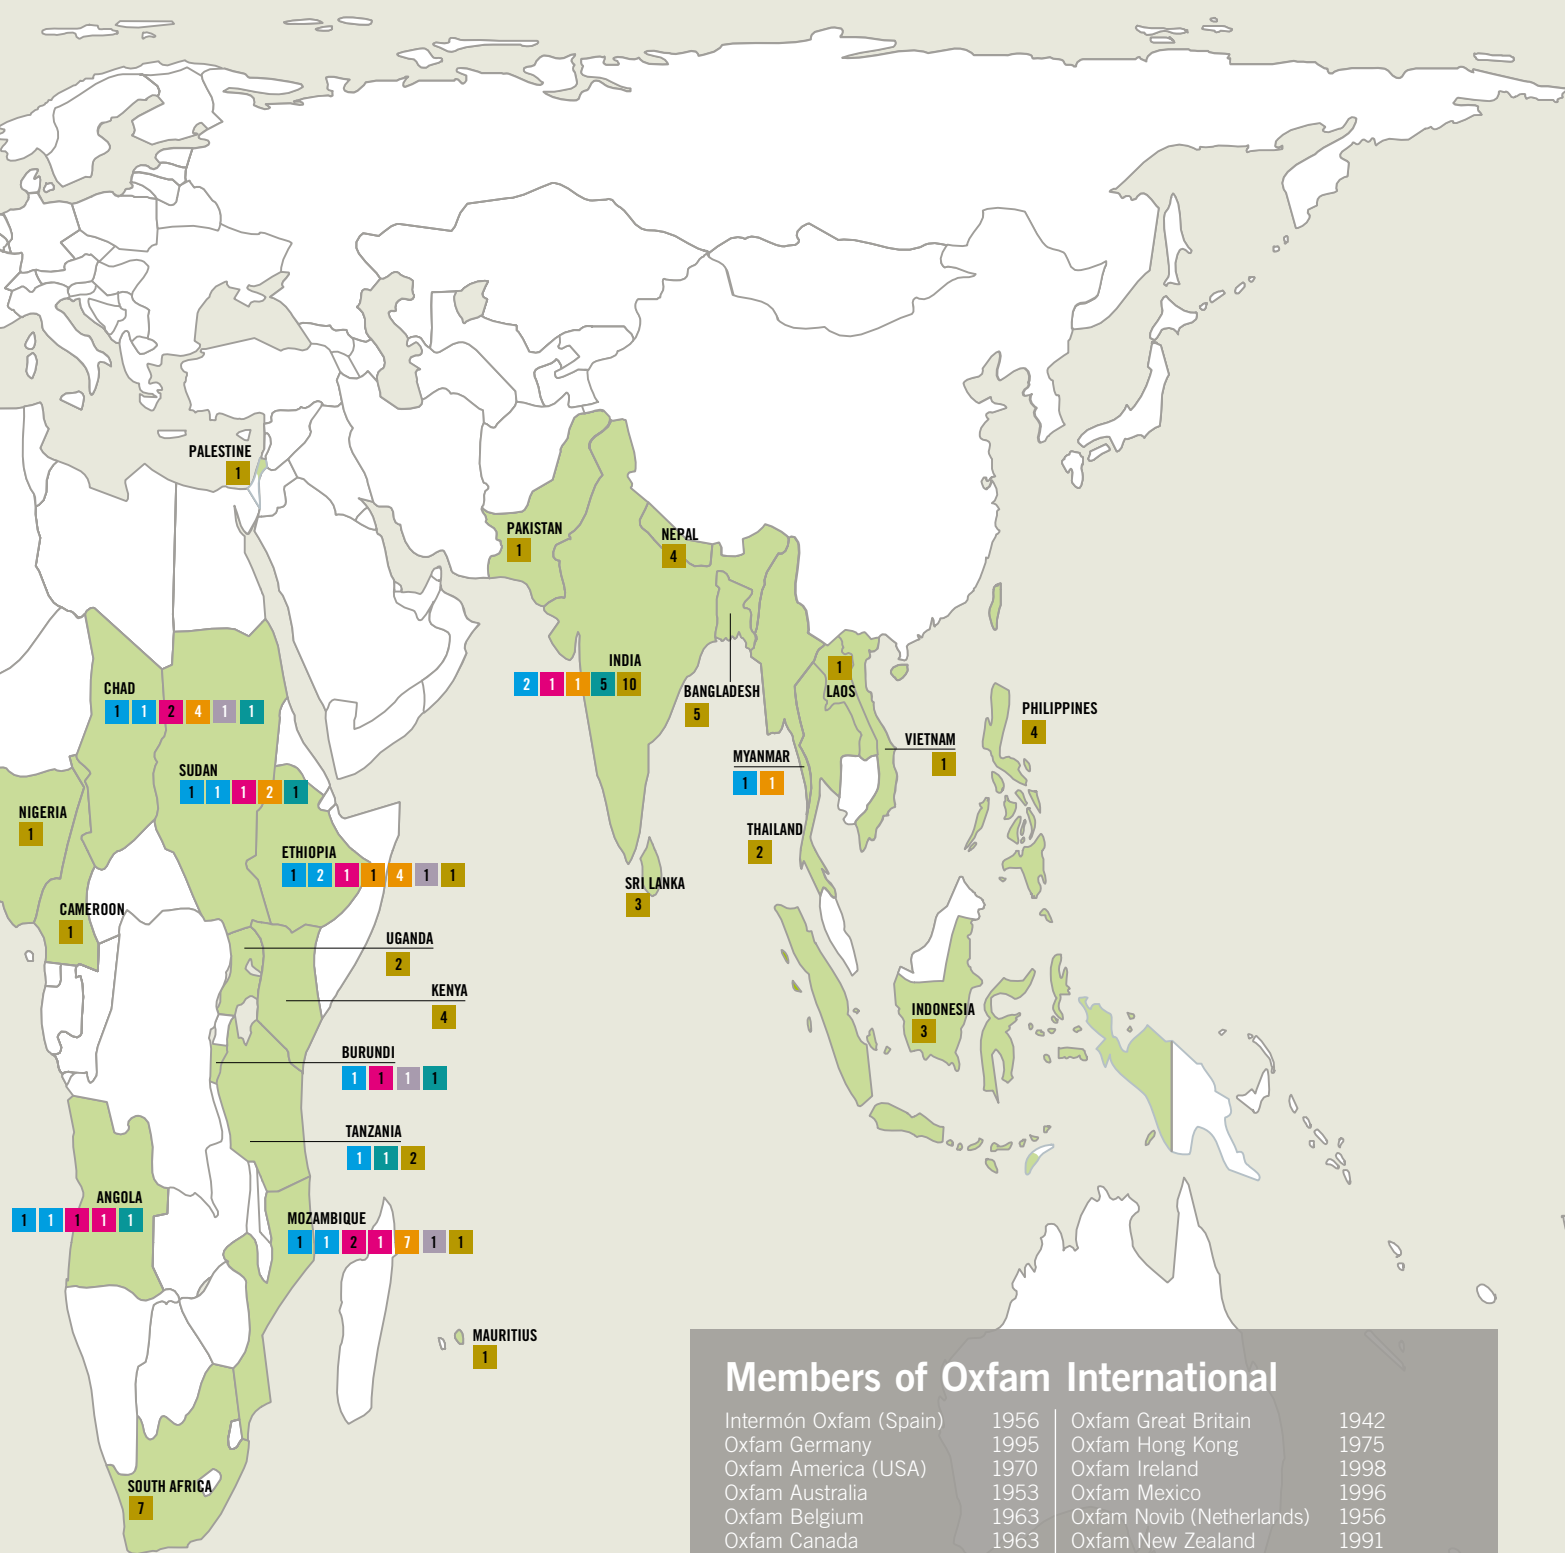 PALESTINE
1
PAKISTAN
1
NEPAL
4
CHAD
1 1 2 4 1 1
INDIA
2 1 1 5 10
BANGLADESH
5
1
LAOS
PHILIPPINES
4
VIETNAM
1
MYANMAR
1 1
SUDAN
1 1 1 2 1
NIGERIA
1
THAILAND
2
ETHIOPIA
1 2 1 1 4 1 1
SRI LANKA
3
CAMEROON
1
UGANDA
2
KENYA
4
INDONESIA
3
BURUNDI
1 1 1 1
TANZANIA
1 1 2
ANGOLA
1 1 1 1 1
MOZAMBIQUE
1 1 2 1 7 1 1
MAURITIUS
1
SOUTH AFRICA
7
Members of Oxfam International
Intermón Oxfam (Spain) 1956
Oxfam Germany 1995
Oxfam America (USA) 1970
Oxfam Australia 1953
Oxfam Belgium 1963
Oxfam Canada 1963
Oxfam Great Britain 1942
Oxfam Hong Kong 1975
Oxfam Ireland 1998
Oxfam Mexico 1996
Oxfam Novib (Netherlands) 1956
Oxfam New Zealand 1991